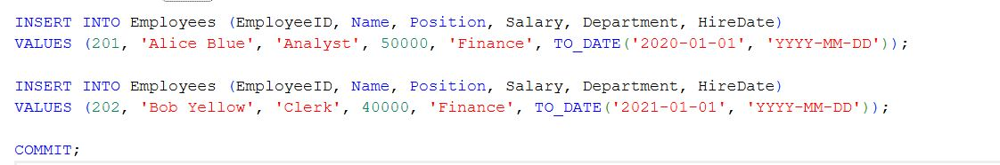 INSERT INTO Employees (EmployeeID, Name, Position, Salary, Department, HireDate)
VALUES (201, 'Alice Blue', 'Analyst', 50000, 'Finance', TO_DATE('2020-01-01', 'YYYY-MM-DD'));
INSERT INTO Employees (EmployeeID, Name, Position, Salary, Department, HireDate)
VALUES (202, 'Bob Yellow', 'Clerk', 40000, 'Finance', TO_DATE('2021-01-01', 'YYYY-MM-DD'));
COMMIT;